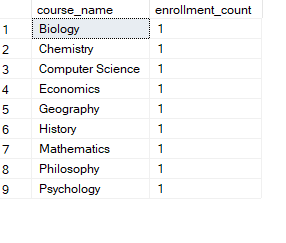 course_name enrollment_count
1 Biology 1
2 Chemistry 1
3 Computer Science 1
4 Economics 1
5 Geography 1
6 History 1
7 Mathematics 1
8 Philosophy 1
9 Psychology 1